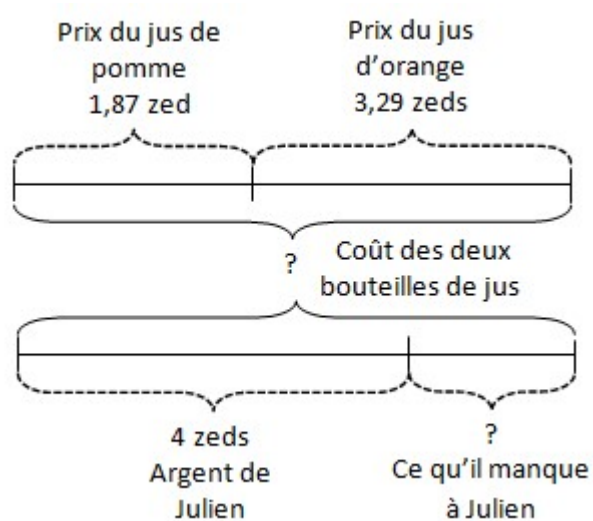 Prix du jus de
pomme
1,87 zed
Prix du jus
d'orange
3,29 zeds
?
Coût des deux
bouteilles de jus
4 zeds
Argent de
Julien
?
Ce qu'il manque
à Julien